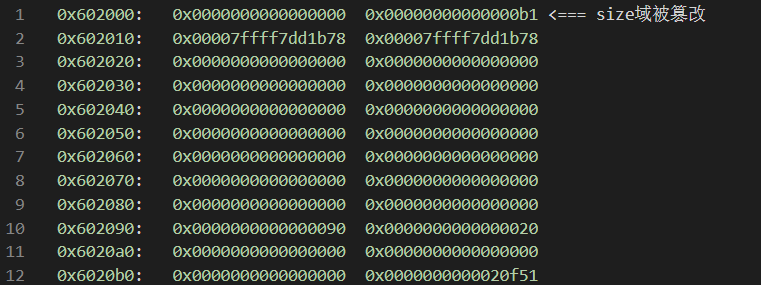 1 0x602000: 0x0000000000000000 0x00000000000000b1 <=== size域被篡改
2 0x602010: 0x00007ffff7dd1b78 0x00007ffff7dd1b78
3 0x602020: 0x0000000000000000 0x0000000000000000
4 0x602030: 0x0000000000000000 0x0000000000000000
5 0x602040: 0x0000000000000000 0x0000000000000000
6 0x602050: 0x0000000000000000 0x0000000000000000
7 0x602060: 0x0000000000000000 0x0000000000000000
8 0x602070: 0x0000000000000000 0x0000000000000000
9 0x602080: 0x0000000000000000 0x0000000000000000
10 0x602090: 0x0000000000000090 0x0000000000000020
11 0x6020a0: 0x0000000000000000 0x0000000000000000
12 0x6020b0: 0x0000000000000000 0x0000000000020f51